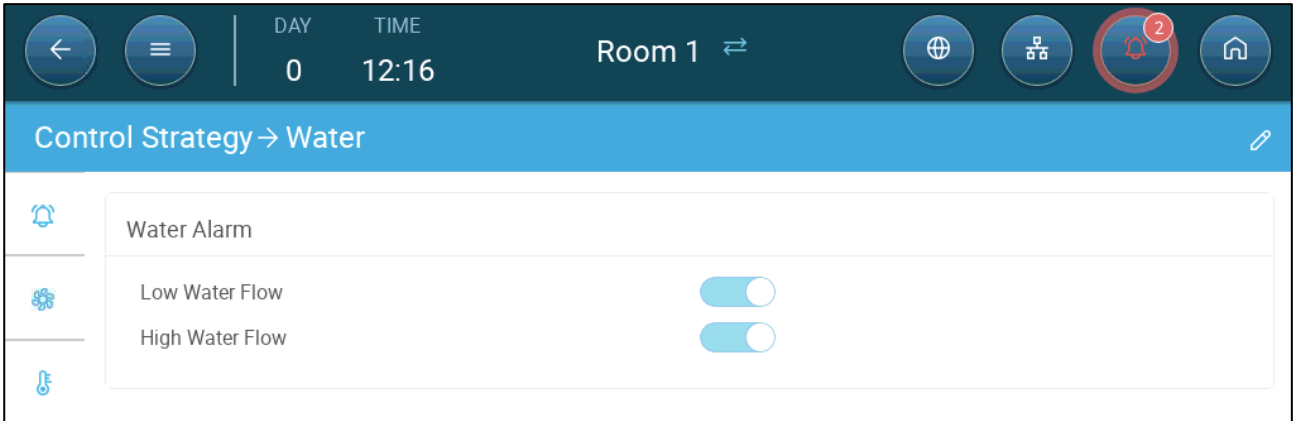 DAY TIME
0 12:16
Room 1
2
Control Strategy→Water
Water Alarm
Low Water Flow
High Water Flow